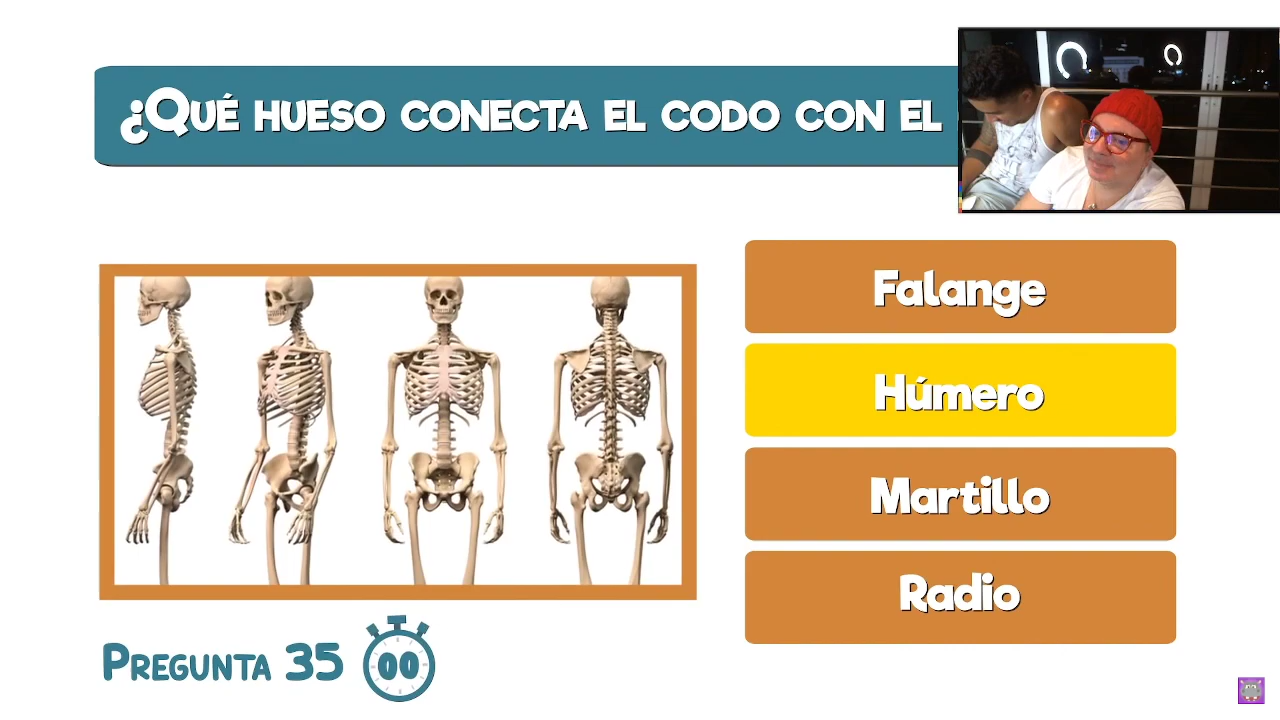 ¿QUÉ HUESO CONECTA EL CODO CON EL
Falange
Húmero
Martillo
Radio
PREGUNTA 35
00